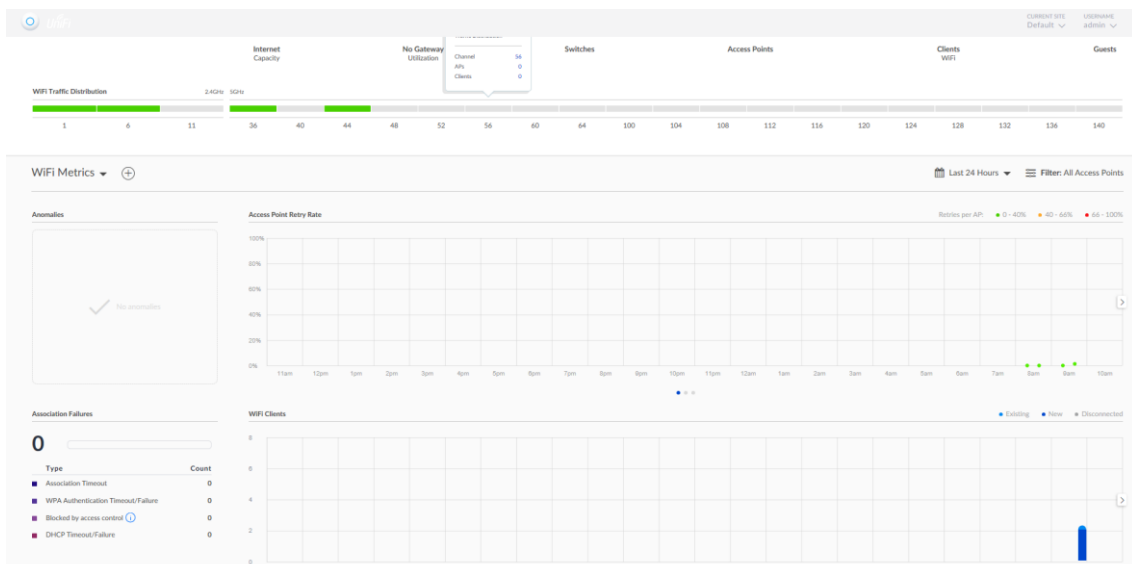 CURRENT SITE USERNAME
Default admin
Internet No Gateway Switches Access Points Clients Guests
Capacity Utilization WiFi
Channel 56
APs 0
Clients 0
WiFi Traffic Distribution 2.4GHz 5GHz
1 6 11 36 40 44 48 52 56 60 64 100 104 108 112 116 120 124 128 132 136 140
WiFi Metrics Last 24 Hours Filter: All Access Points
Anomalies Access Point Retry Rate Retries per AP: 0 - 40% 40 - 66% 66 - 100%
100%
80%
60%
No anomalies
40%
20%
0%
11am 12pm 1pm 2pm 3pm 4pm 5pm 6pm 7pm 8pm 9pm 10pm 11pm 12am 1am 2am 3am 4am 5am 6am 7am 8am 9am 10am
Association Failures WiFi Clients Existing New Disconnected
0
8
Type Count
6
Association Timeout 0
WPA Authentication Timeout/Failure 0
4
Blocked by access control i 0
2
DHCP Timeout/Failure 0
0